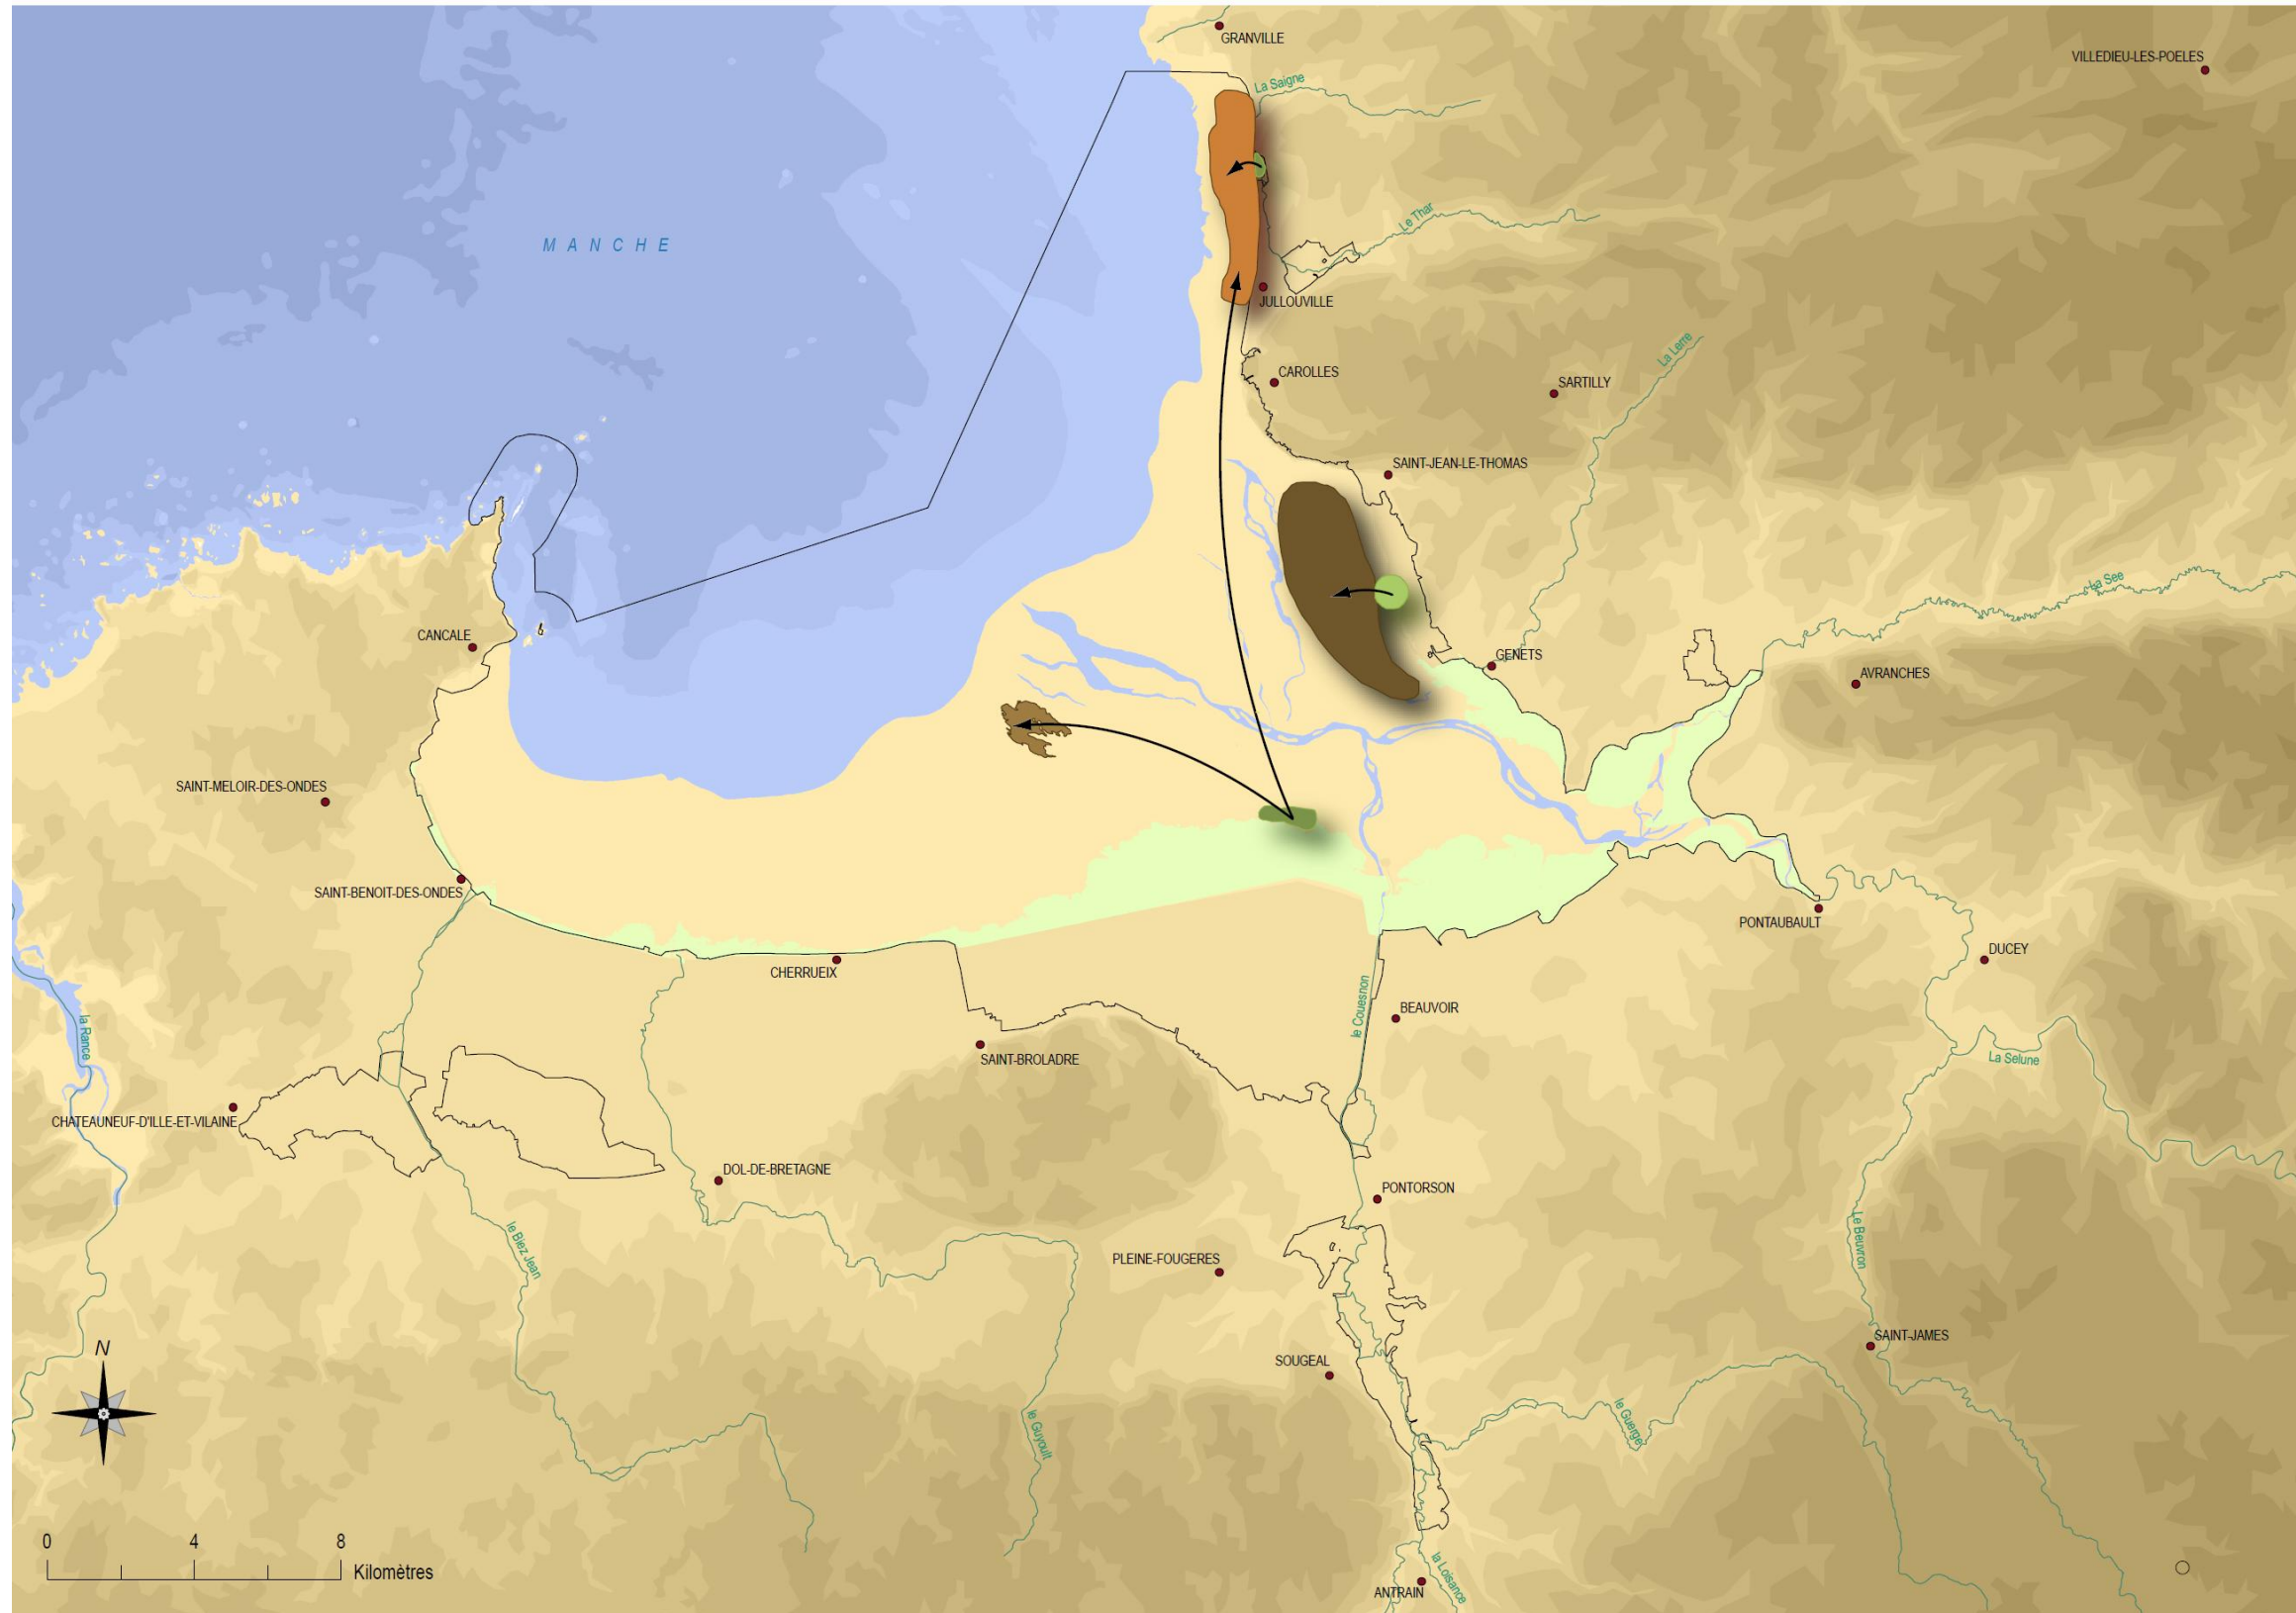 GRANVILLE
VILLEDIEU-LES-POELES
La Saigne
Le Thar
MANCHE
JULLOUVILLE
La Lerre
CAROLLES
SARTILLY
SAINT-JEAN-LE-THOMAS
La See
CANCALE
GENETS
AVRANCHES
SAINT-MELOIR-DES-ONDES
SAINT-BENOIT-DES-ONDES
PONTAUBAULT
CHERRUEIX
DUCEY
le Couesnon
BEAUVOIR
la Rance
SAINT-BROLADRE
La Selune
CHATEAUNEUF-D'ILLE-ET-VILAINE
DOL-DE-BRETAGNE
PONTORSON
le Biez Jean
Le Beuvron
PLEINE-FOUGERES
SAINT-JAMES
N
SOUGEAL
le Guyoult
le Guerge
0 4 8
Kilomètres
la Loisance
ANTRAIN